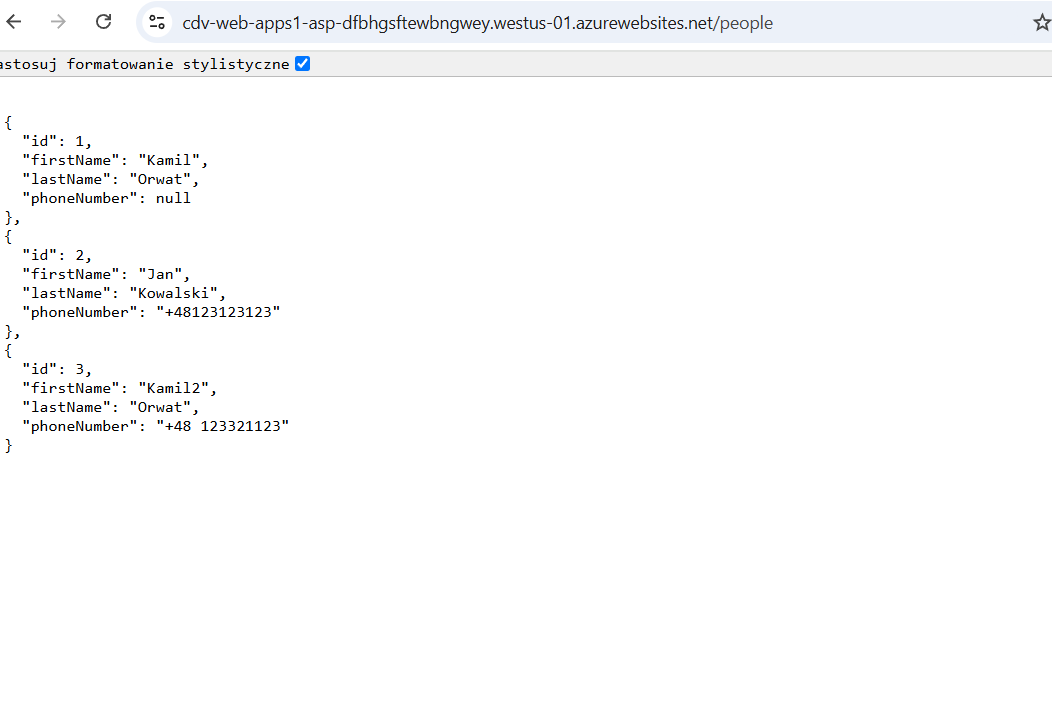 cdv-web-apps1-asp-dfbhgsftewbngwey.westus-01.azurewebsites.net/people
astosuj formatowanie stylistyczne
{
"id": 1,
"firstName": "Kamil",
"lastName": "Orwat",
"phoneNumber": null
},
{
"id": 2,
"firstName": "Jan",
"lastName": "Kowalski",
"phoneNumber": "+48123123123"
},
{
"id": 3,
"firstName": "Kamil2",
"lastName": "Orwat",
"phoneNumber": "+48 123321123"
}